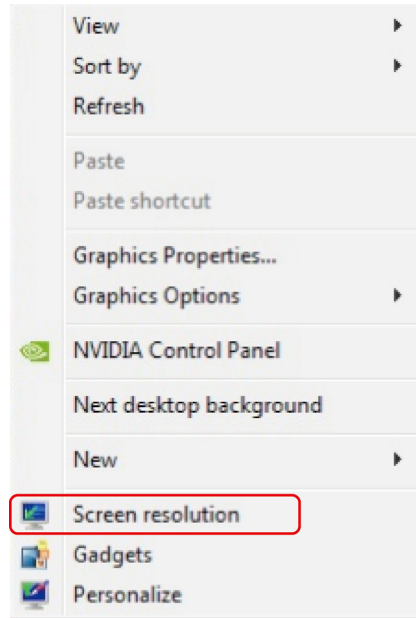 View
Sort by
Refresh
Paste
Paste shortcut
Graphics Properties...
Graphics Options
NVIDIA Control Panel
Next desktop background
New
Screen resolution
Gadgets
Personalize